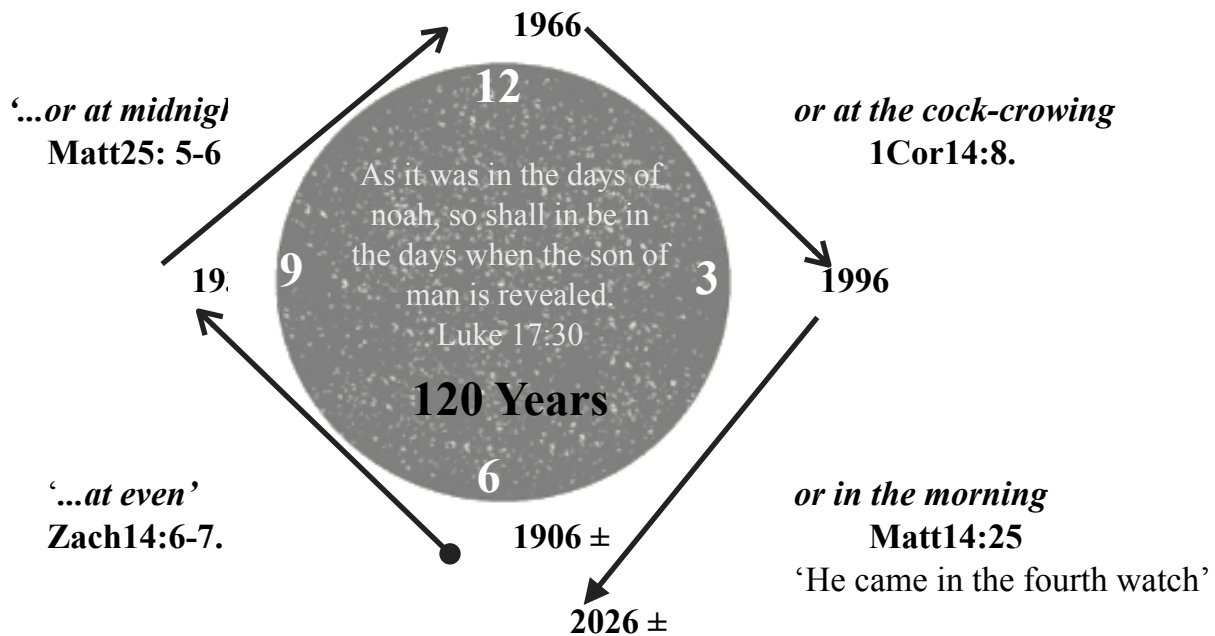 1966
12
‘...or at midnigh
Matt25: 5-6
or at the cock-crowing
1Cor14:8.
As it was in the days of
noah, so shall in be in
the days when the son of
man is revealed.
Luke 17:30
9
3
1996
120 Years
6
‘...at even’
Zach14:6-7.
or in the morning
Matt14:25
‘He came in the fourth watch’
1906 ±
2026 ±